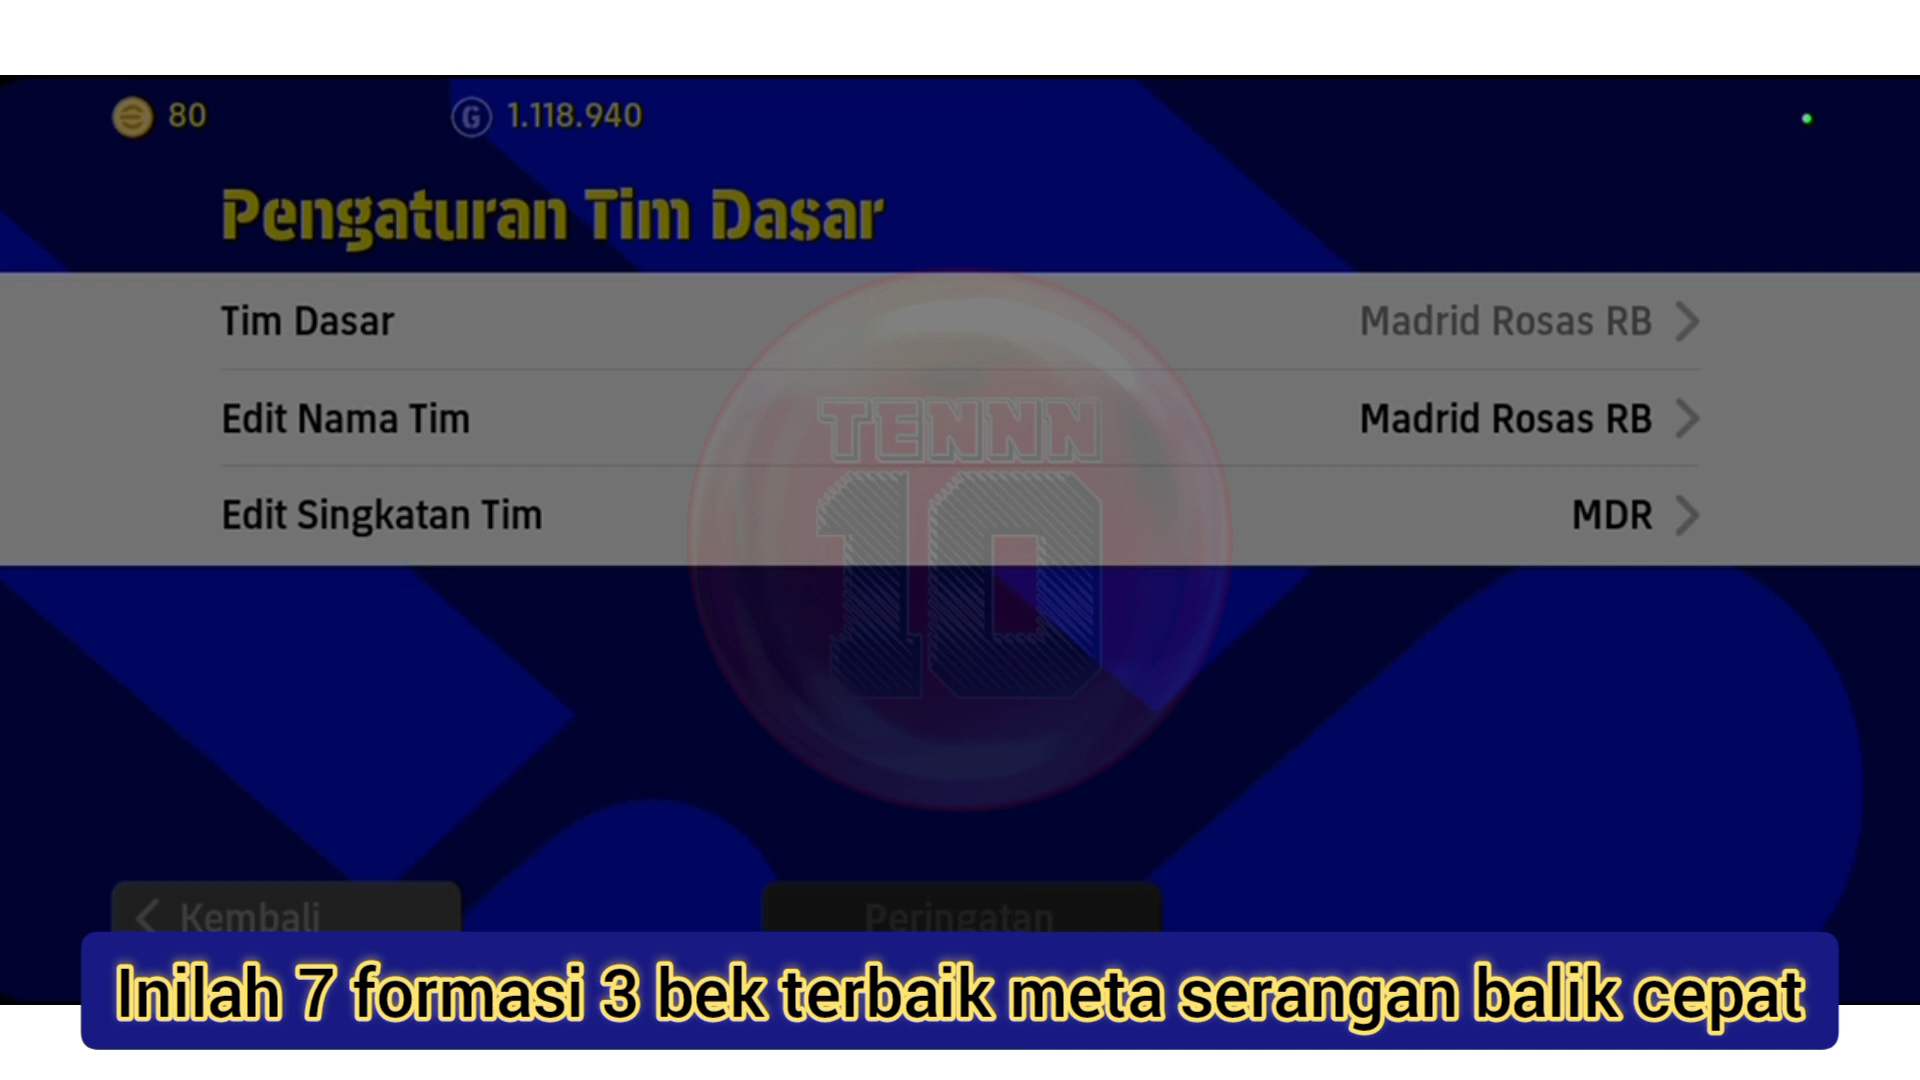 80
G 1.118.940
Pengaturan Tim Dasar
Tim Dasar Madrid Rosas RB
Edit Nama Tim Madrid Rosas RB
Edit Singkatan Tim MDR
TENNN
10
Kembali
Peringatan
Inilah 7 formasi 3 bek terbaik meta serangan balik cepat